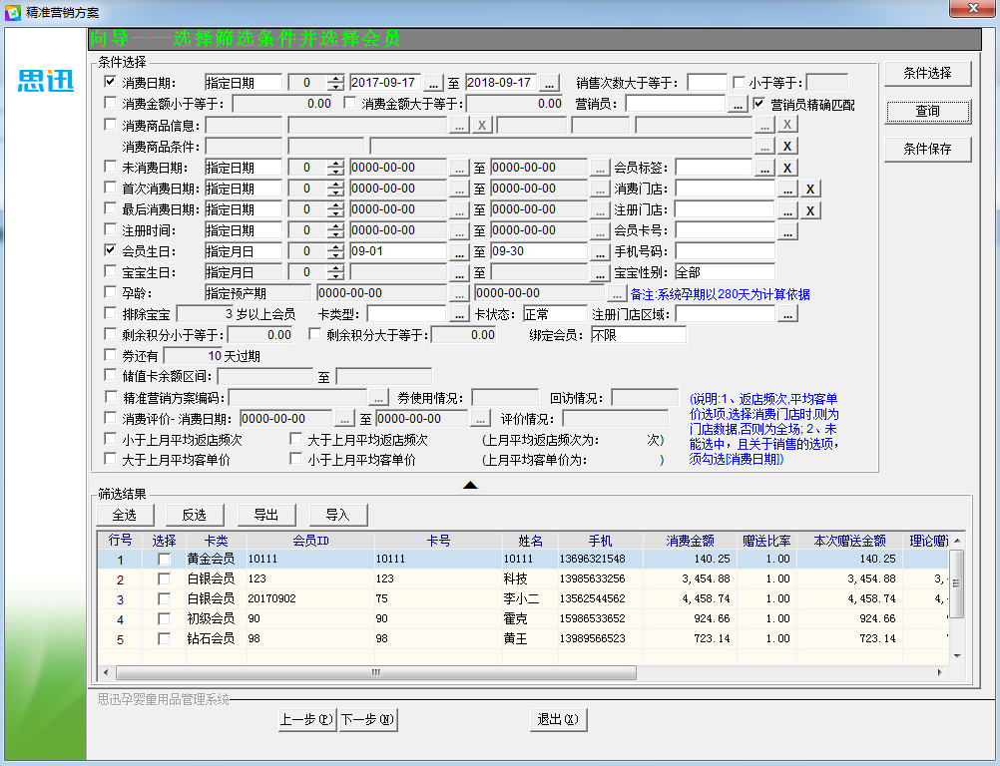 精准营销方案
向导——选择筛选条件并选择会员
思迅
条件选择
消费日期: 指定日期 0 2017-09-17 ... 至 2018-09-17 ... 销售次数大于等于: 小于等于:
消费金额小于等于: 0.00 消费金额大于等于: 0.00 营销员: ... 营销员精确匹配
消费商品信息: ... X ... X
消费商品条件: ... X
未消费日期: 指定日期 0 0000-00-00 ... 至 0000-00-00 ... 会员标签: ... X
首次消费日期: 指定日期 0 0000-00-00 ... 至 0000-00-00 ... 消费门店: ... X
最后消费日期: 指定日期 0 0000-00-00 ... 至 0000-00-00 ... 注册门店: ... X
注册时间: 指定日期 0 0000-00-00 ... 至 0000-00-00 ... 会员卡号: ...
会员生日: 指定月日 0 09-01 ... 至 09-30 ... 手机号码:
宝宝生日: 指定月日 0 ... 至 ... 宝宝性别: 全部
孕龄: 指定预产期 0000-00-00 ... 0000-00-00 ... 备注:系统孕期以280天为计算依据
排除宝宝 3 岁以上会员 卡类型: ... 卡状态: 正常 注册门店区域: ...
剩余积分小于等于: 0.00 剩余积分大于等于: 0.00 绑定会员: 不限
券还有 10 天过期
储值卡余额区间: 至
精准营销方案编码: ... 券使用情况: 回访情况:
消费评价- 消费日期: 0000-00-00 ... 至 0000-00-00 ... 评价情况:
小于上月平均返店频次 大于上月平均返店频次 (上月平均返店频次为: 次)
大于上月平均客单价 小于上月平均客单价 (上月平均客单价为: )
(说明:1、返店频次,平均客单
价选项,选择消费门店时,则为
门店数据,否则为全场; 2、未
能选中，且关于销售的选项，
须勾选[消费日期])
条件选择
查询
条件保存
筛选结果
全选 反选 导出 导入
行号 选择 卡类 会员ID 卡号 姓名 手机 消费金额 赠送比率 本次赠送金额 理论赠
1 黄金会员 10111 10111 10111 13696321548 140.25 1.00 140.25
2 白银会员 123 123 科技 13985633256 3,454.88 1.00 3,454.88 3,
3 白银会员 20170902 75 李小二 13562544562 4,458.74 1.00 4,458.74 4,
4 初级会员 90 90 霍克 15986533652 924.66 1.00 924.66
5 钻石会员 98 98 黄王 13989566523 723.14 1.00 723.14
思迅孕婴童用品管理系统
上一步(P) 下一步(N) 退出(X)